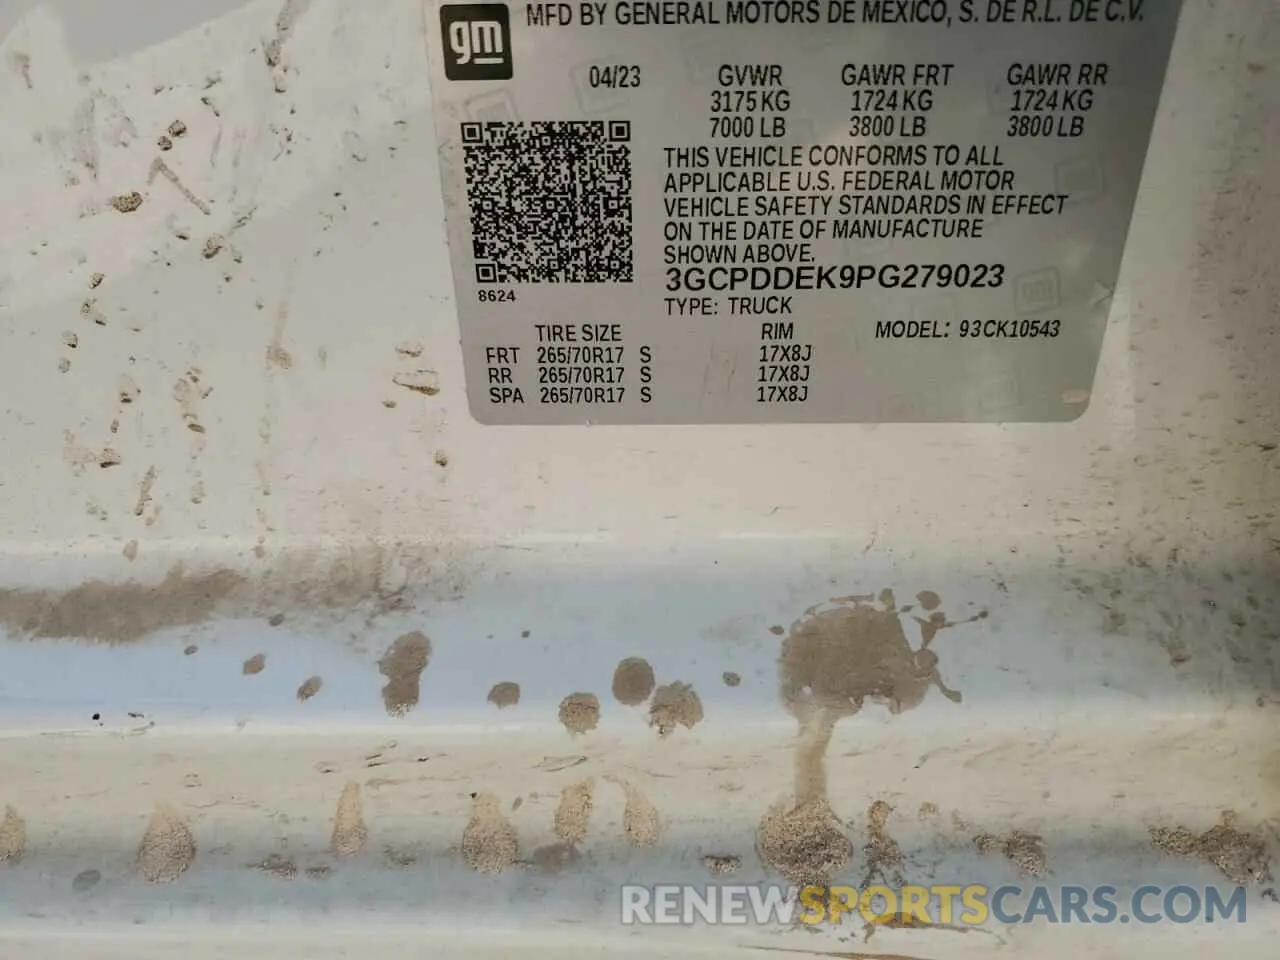 gm
MFD BY GENERAL MOTORS DE MEXICO, S. DE R.L. DE C.V.
04/23 GVWR GAWR FRT GAWR RR
3175 KG 1724 KG 1724 KG
7000 LB 3800 LB 3800 LB
THIS VEHICLE CONFORMS TO ALL
APPLICABLE U.S. FEDERAL MOTOR
VEHICLE SAFETY STANDARDS IN EFFECT
ON THE DATE OF MANUFACTURE
SHOWN ABOVE.
3GCPDDEK9PG279023
8624
TYPE: TRUCK
TIRE SIZE RIM MODEL: 93CK10543
FRT 265/70R17 S 17X8J
RR 265/70R17 S 17X8J
SPA 265/70R17 S 17X8J
RENEWSPORTSCARS.COM